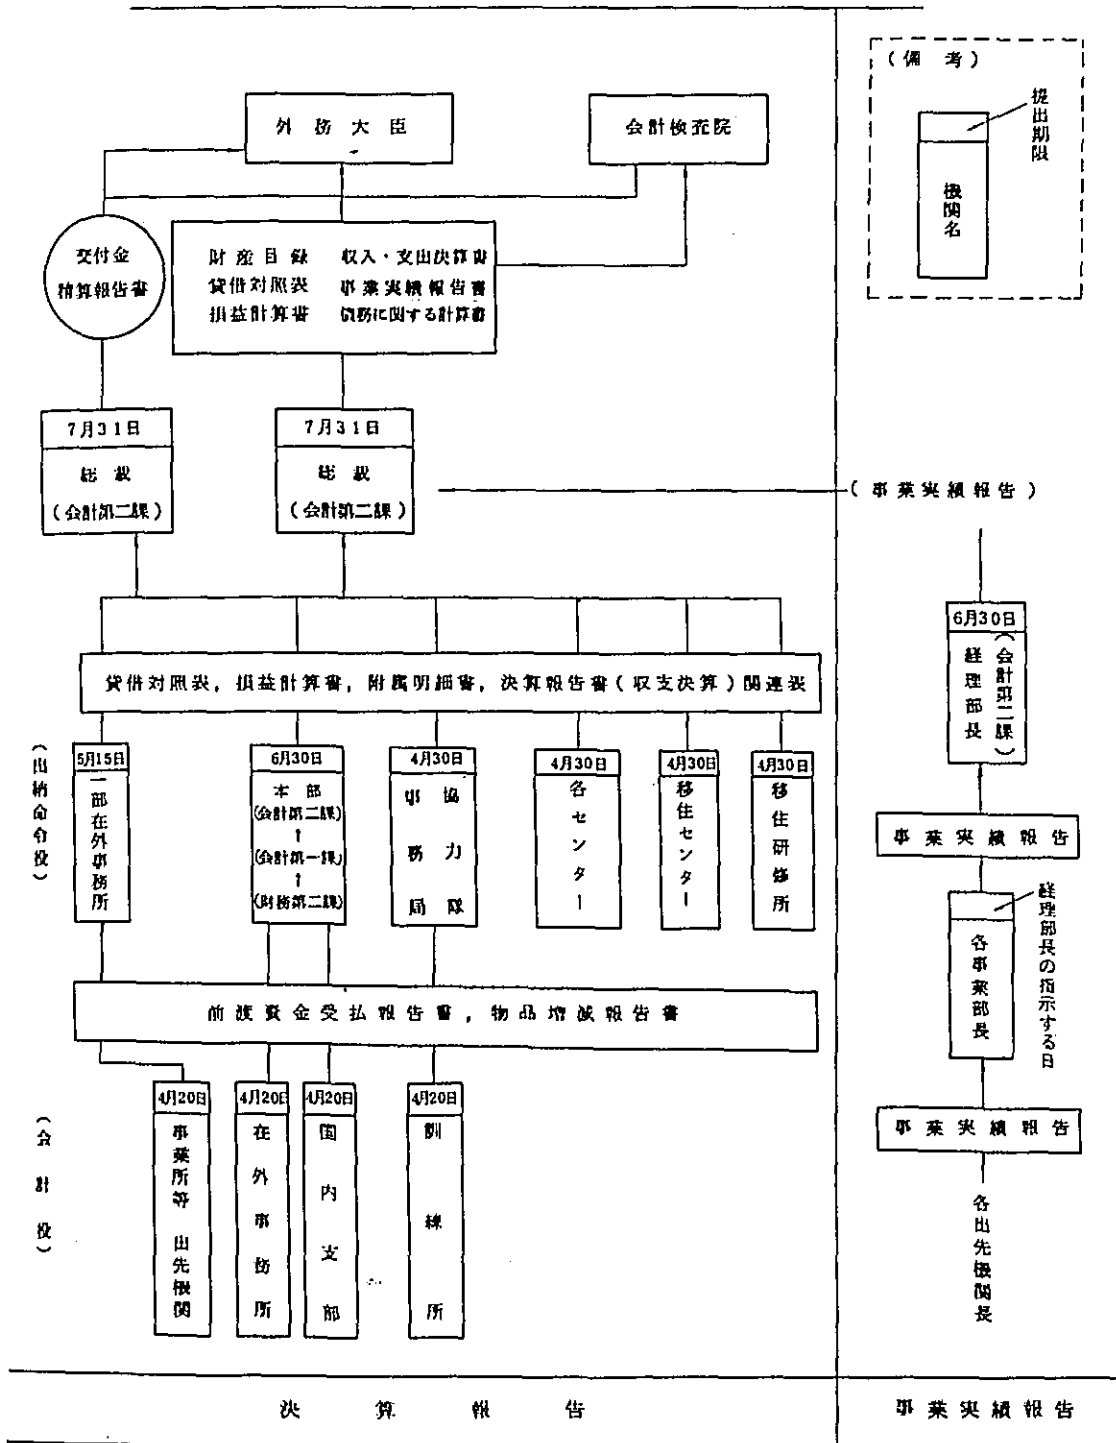 (備考)
提出期限
機関名
外務大臣
会計検査院
交付金
精算報告書
財産目録 収入・支出決算書
貸借対照表 事業実績報告書
損益計算書 債務に関する計算書
7月31日
総裁
(会計第二課)
7月31日
総裁
(会計第二課)
(事業実績報告)
貸借対照表,損益計算書,附属明細書,決算報告書(収支決算)関連表
(出納命令役)
5月15日
一部在外事務所
6月30日
本部
(会計第二課)
↑
(会計第一課)
↑
(財務第二課)
4月30日
協力隊
事務局
4月30日
各センター
4月30日
移住センター
4月30日
移住研修所
前渡資金受払報告書,物品増減報告書
(会計役)
4月20日
事業所等出先機関
4月20日
在外事務所
4月20日
国内支部
4月20日
訓練所
6月30日
(会計第二課)
経理部長
事業実績報告
経理部長の指示する日
各事業部長
事業実績報告
各出先機関長
決算報告
事業実績報告